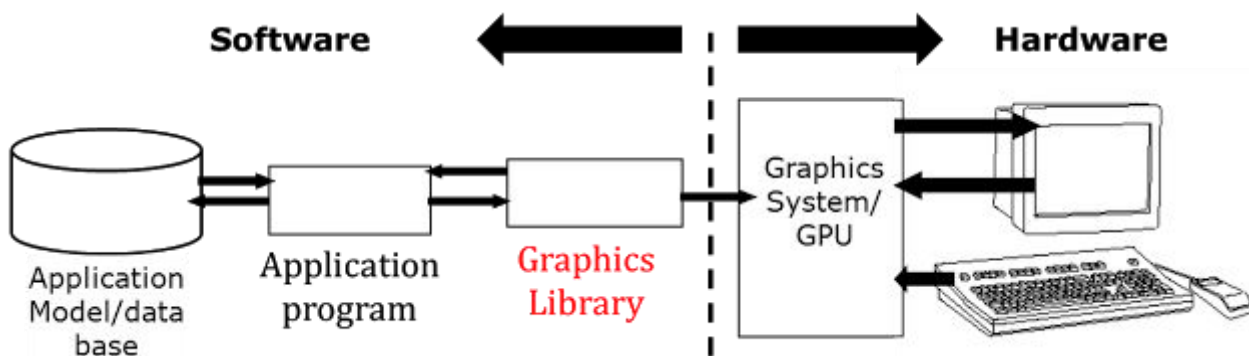 Software
Hardware
Graphics
System/
GPU
Application
Model/data
base
Application
program
Graphics
Library